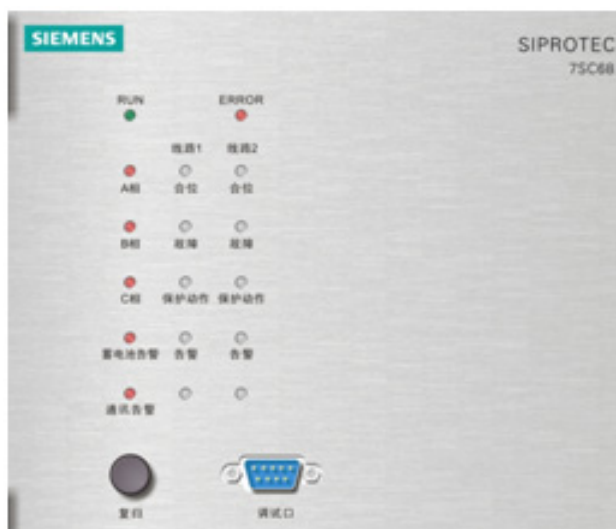 SIEMENS
SIPROTEC
7SC68
RUN ERROR
线路1 线路2
A相 合位 合位
B相 故障 故障
C相 保护动作 保护动作
蓄电池告警 告警 告警
通讯告警
复归 调试口